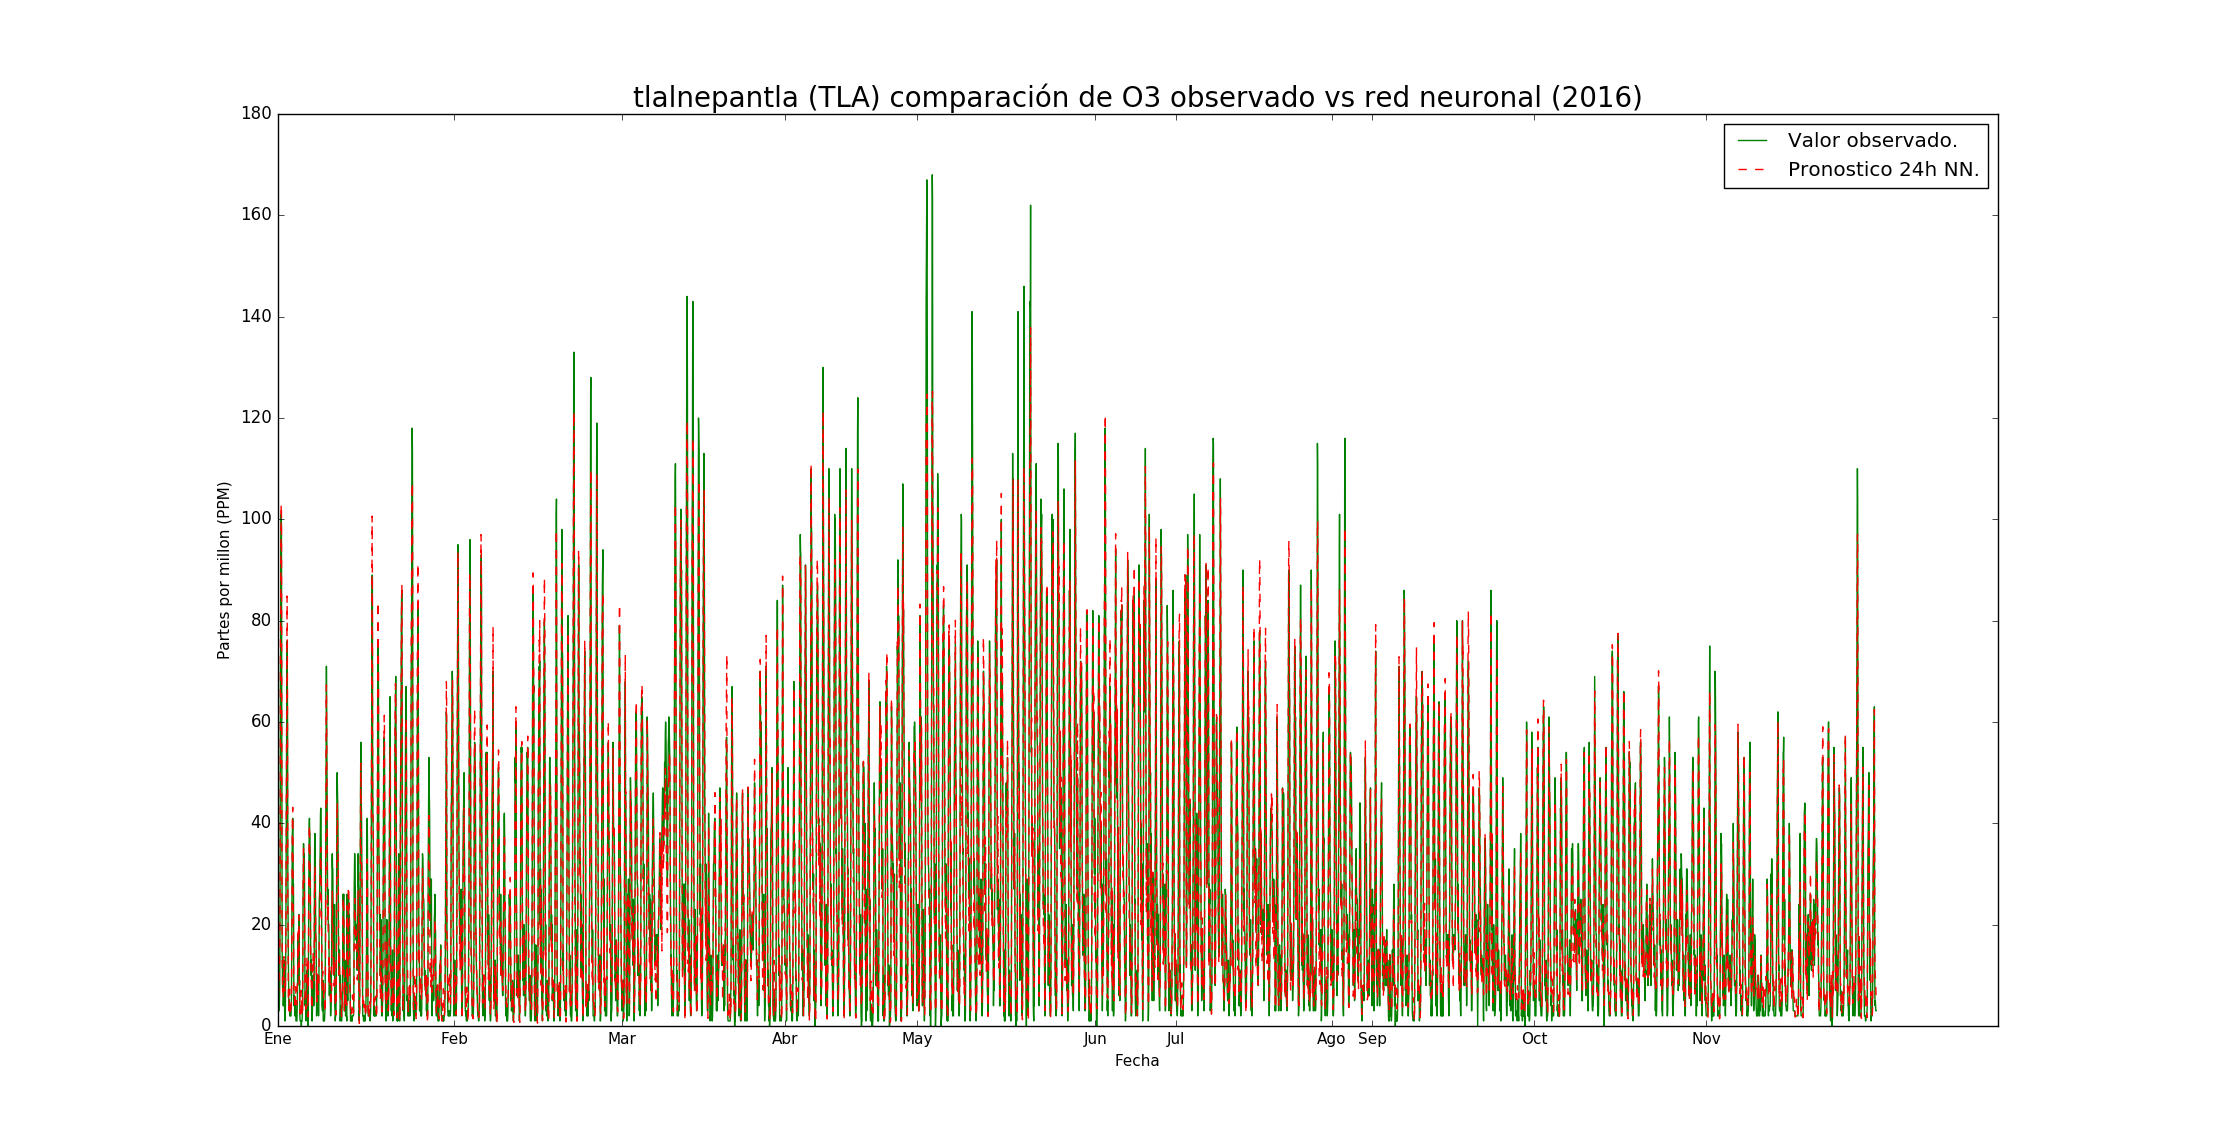 tlalnepantla (TLA) comparación de O3 observado vs red neuronal (2016)
Valor observado.
Pronostico 24h NN.
Partes por millon (PPM)
180
160
140
120
100
80
60
40
20
0
Ene Feb Mar Abr May Jun Jul Ago Sep Oct Nov
Fecha